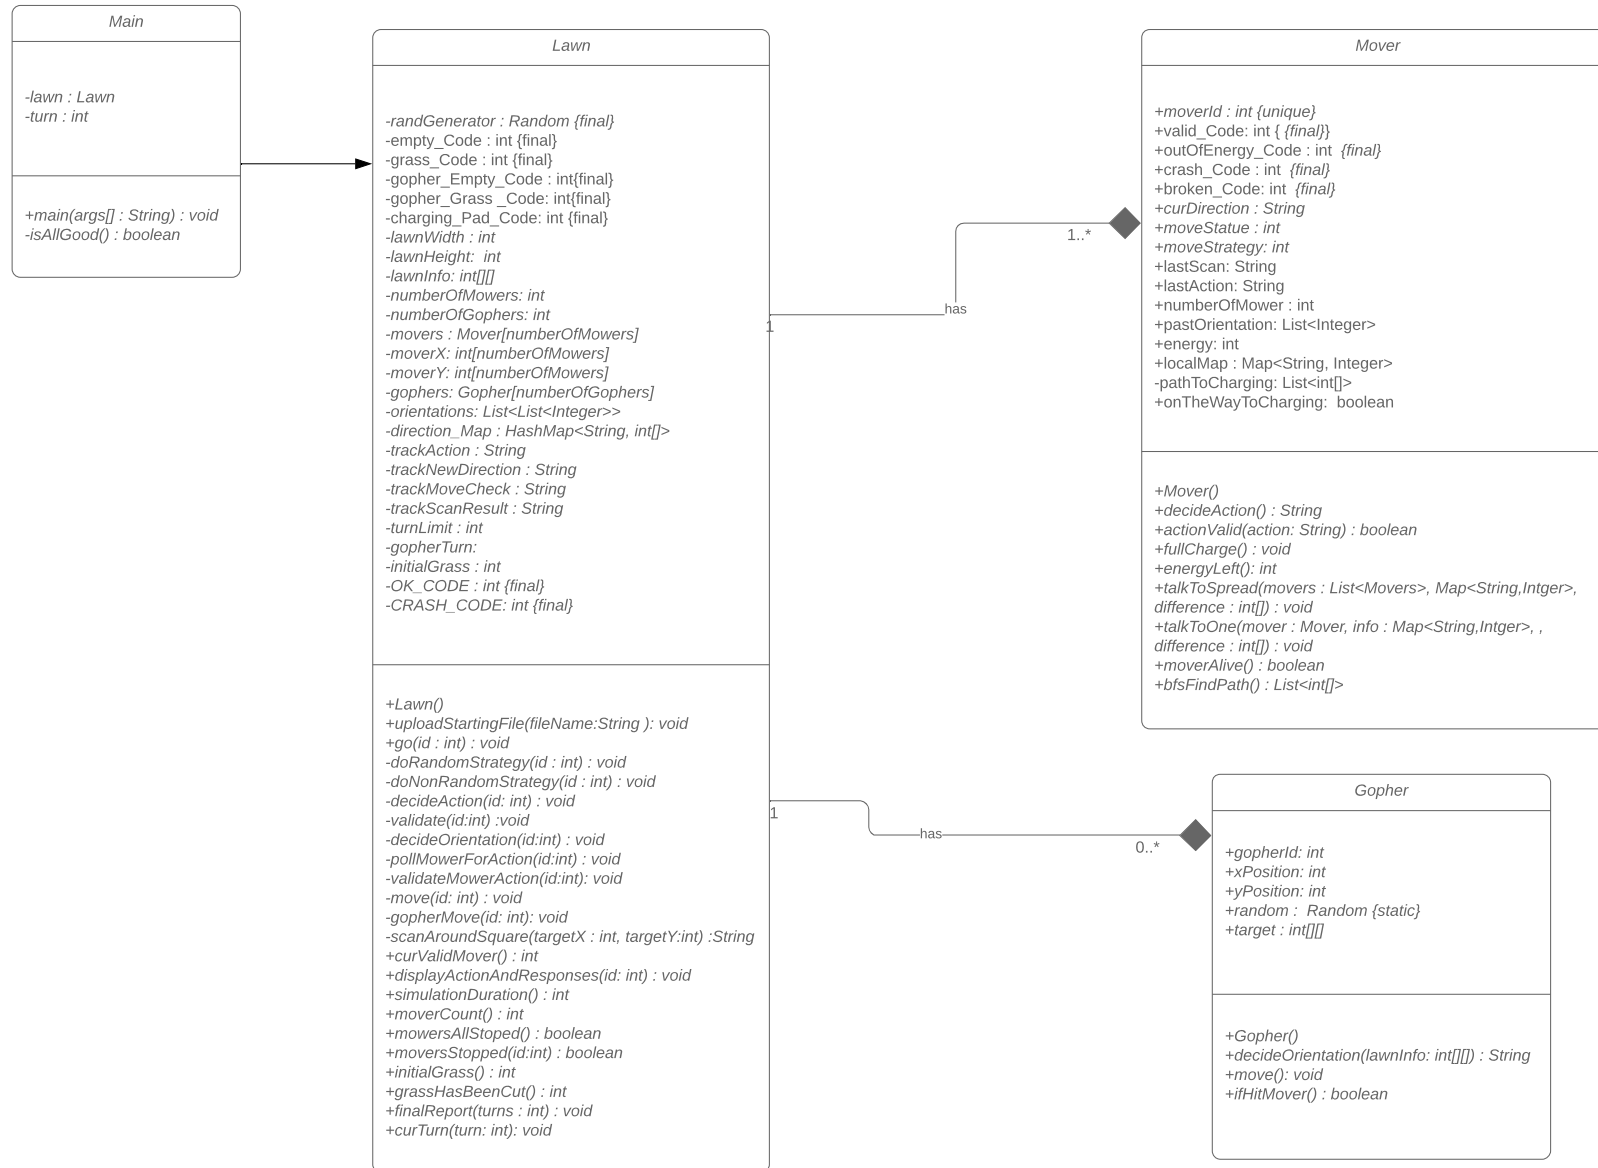 Main
-lawn : Lawn
-turn : int
+main(args[] : String) : void
-isAllGood() : boolean
Lawn
-randGenerator : Random {final}
-empty_Code : int {final}
-grass_Code : int {final}
-gopher_Empty_Code : int{final}
-gopher_Grass _Code: int{final}
-charging_Pad_Code: int {final}
-lawnWidth : int
-lawnHeight:  int
-lawnInfo: int[][]
-numberOfMowers: int
-numberOfGophers: int
-movers : Mover[numberOfMowers]
-moverX: int[numberOfMowers]
-moverY: int[numberOfMowers]
-gophers: Gopher[numberOfGophers]
-orientations: List<List<Integer>>
-direction_Map : HashMap<String, int[]>
-trackAction : String
-trackNewDirection : String
-trackMoveCheck : String
-trackScanResult : String
-turnLimit : int
-gopherTurn:
-initialGrass : int
-OK_CODE : int {final}
-CRASH_CODE: int {final}
+Lawn()
+uploadStartingFile(fileName:String ): void
+go(id : int) : void
-doRandomStrategy(id : int) : void
-doNonRandomStrategy(id : int) : void
-decideAction(id: int) : void
-validate(id:int) :void
-decideOrientation(id:int) : void
-pollMowerForAction(id:int) : void
-validateMowerAction(id:int): void
-move(id: int) : void
-gopherMove(id: int): void
-scanAroundSquare(targetX : int, targetY:int) :String
+curValidMover() : int
+displayActionAndResponses(id: int) : void
+simulationDuration() : int
+moverCount() : int
+mowersAllStoped() : boolean
+moversStopped(id:int) : boolean
+initialGrass() : int
+grassHasBeenCut() : int
+finalReport(turns : int) : void
+curTurn(turn: int): void
1
has
1..*
1
has
0..*
Mover
+moverId : int {unique}
+valid_Code: int { {final}}
+outOfEnergy_Code : int  {final}
+crash_Code : int  {final}
+broken_Code: int  {final}
+curDirection : String
+moveStatue : int
+moveStrategy: int
+lastScan: String
+lastAction: String
+numberOfMower : int
+pastOrientation: List<Integer>
+energy: int
+localMap : Map<String, Integer>
-pathToCharging: List<int[]>
+onTheWayToCharging:  boolean
+Mover()
+decideAction() : String
+actionValid(action: String) : boolean
+fullCharge() : void
+energyLeft(): int
+talkToSpread(movers : List<Movers>, Map<String,Intger>,
difference : int[]) : void
+talkToOne(mover : Mover, info : Map<String,Intger>, ,
difference : int[]) : void
+moverAlive() : boolean
+bfsFindPath() : List<int[]>
Gopher
+gopherId: int
+xPosition: int
+yPosition: int
+random :  Random {static}
+target : int[][]
+Gopher()
+decideOrientation(lawnInfo: int[][]) : String
+move(): void
+ifHitMover() : boolean